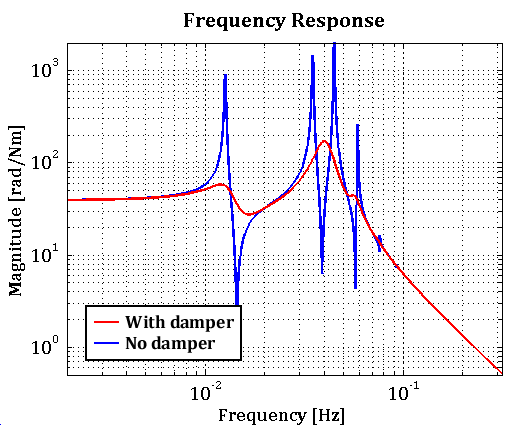 Frequency Response
Magnitude [rad/Nm]
10³
10²
10¹
10⁰
With damper
No damper
10⁻² 10⁻¹
Frequency [Hz]